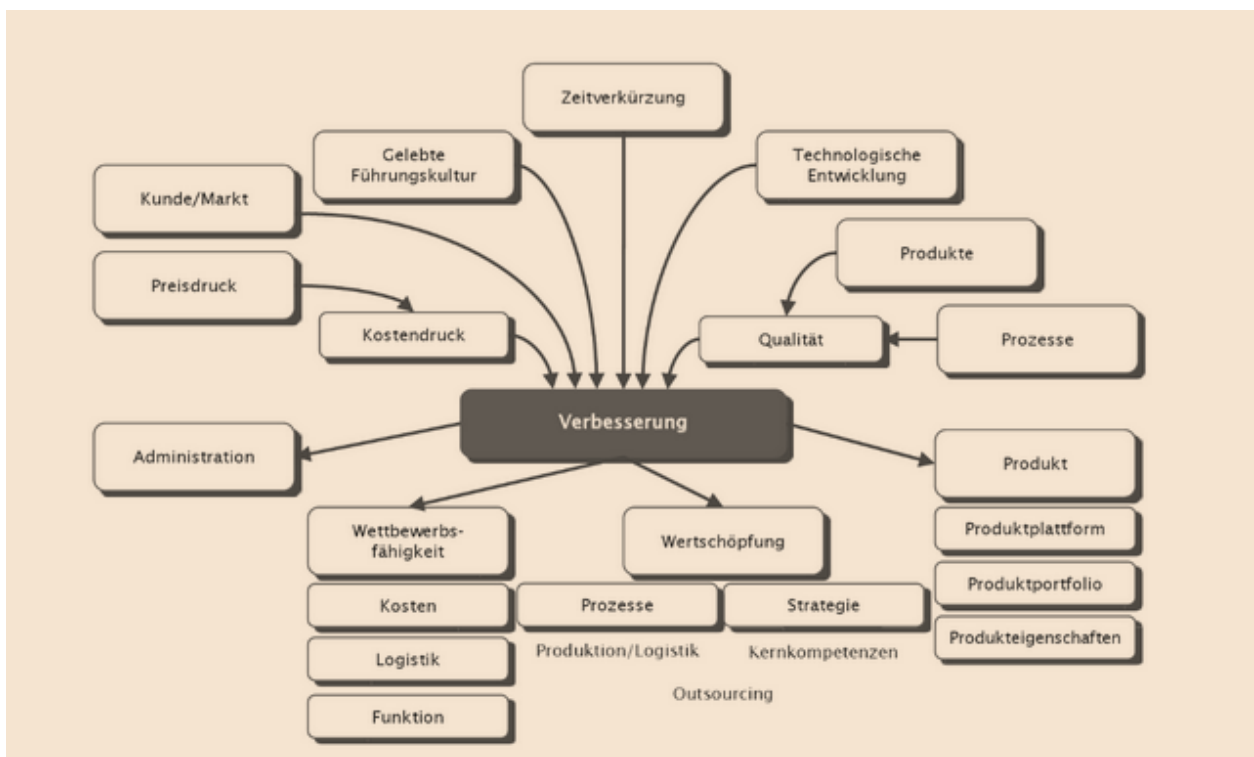 Zeitverkürzung
Gelebte
Führungskultur
Technologische
Entwicklung
Kunde/Markt
Produkte
Preisdruck
Kostendruck
Qualität
Prozesse
Verbesserung
Administration
Produkt
Wettbewerbs-
fähigkeit
Wertschöpfung
Produktplattform
Kosten
Prozesse
Strategie
Produktportfolio
Logistik
Produktion/Logistik
Kernkompetenzen
Produkteigenschaften
Outsourcing
Funktion